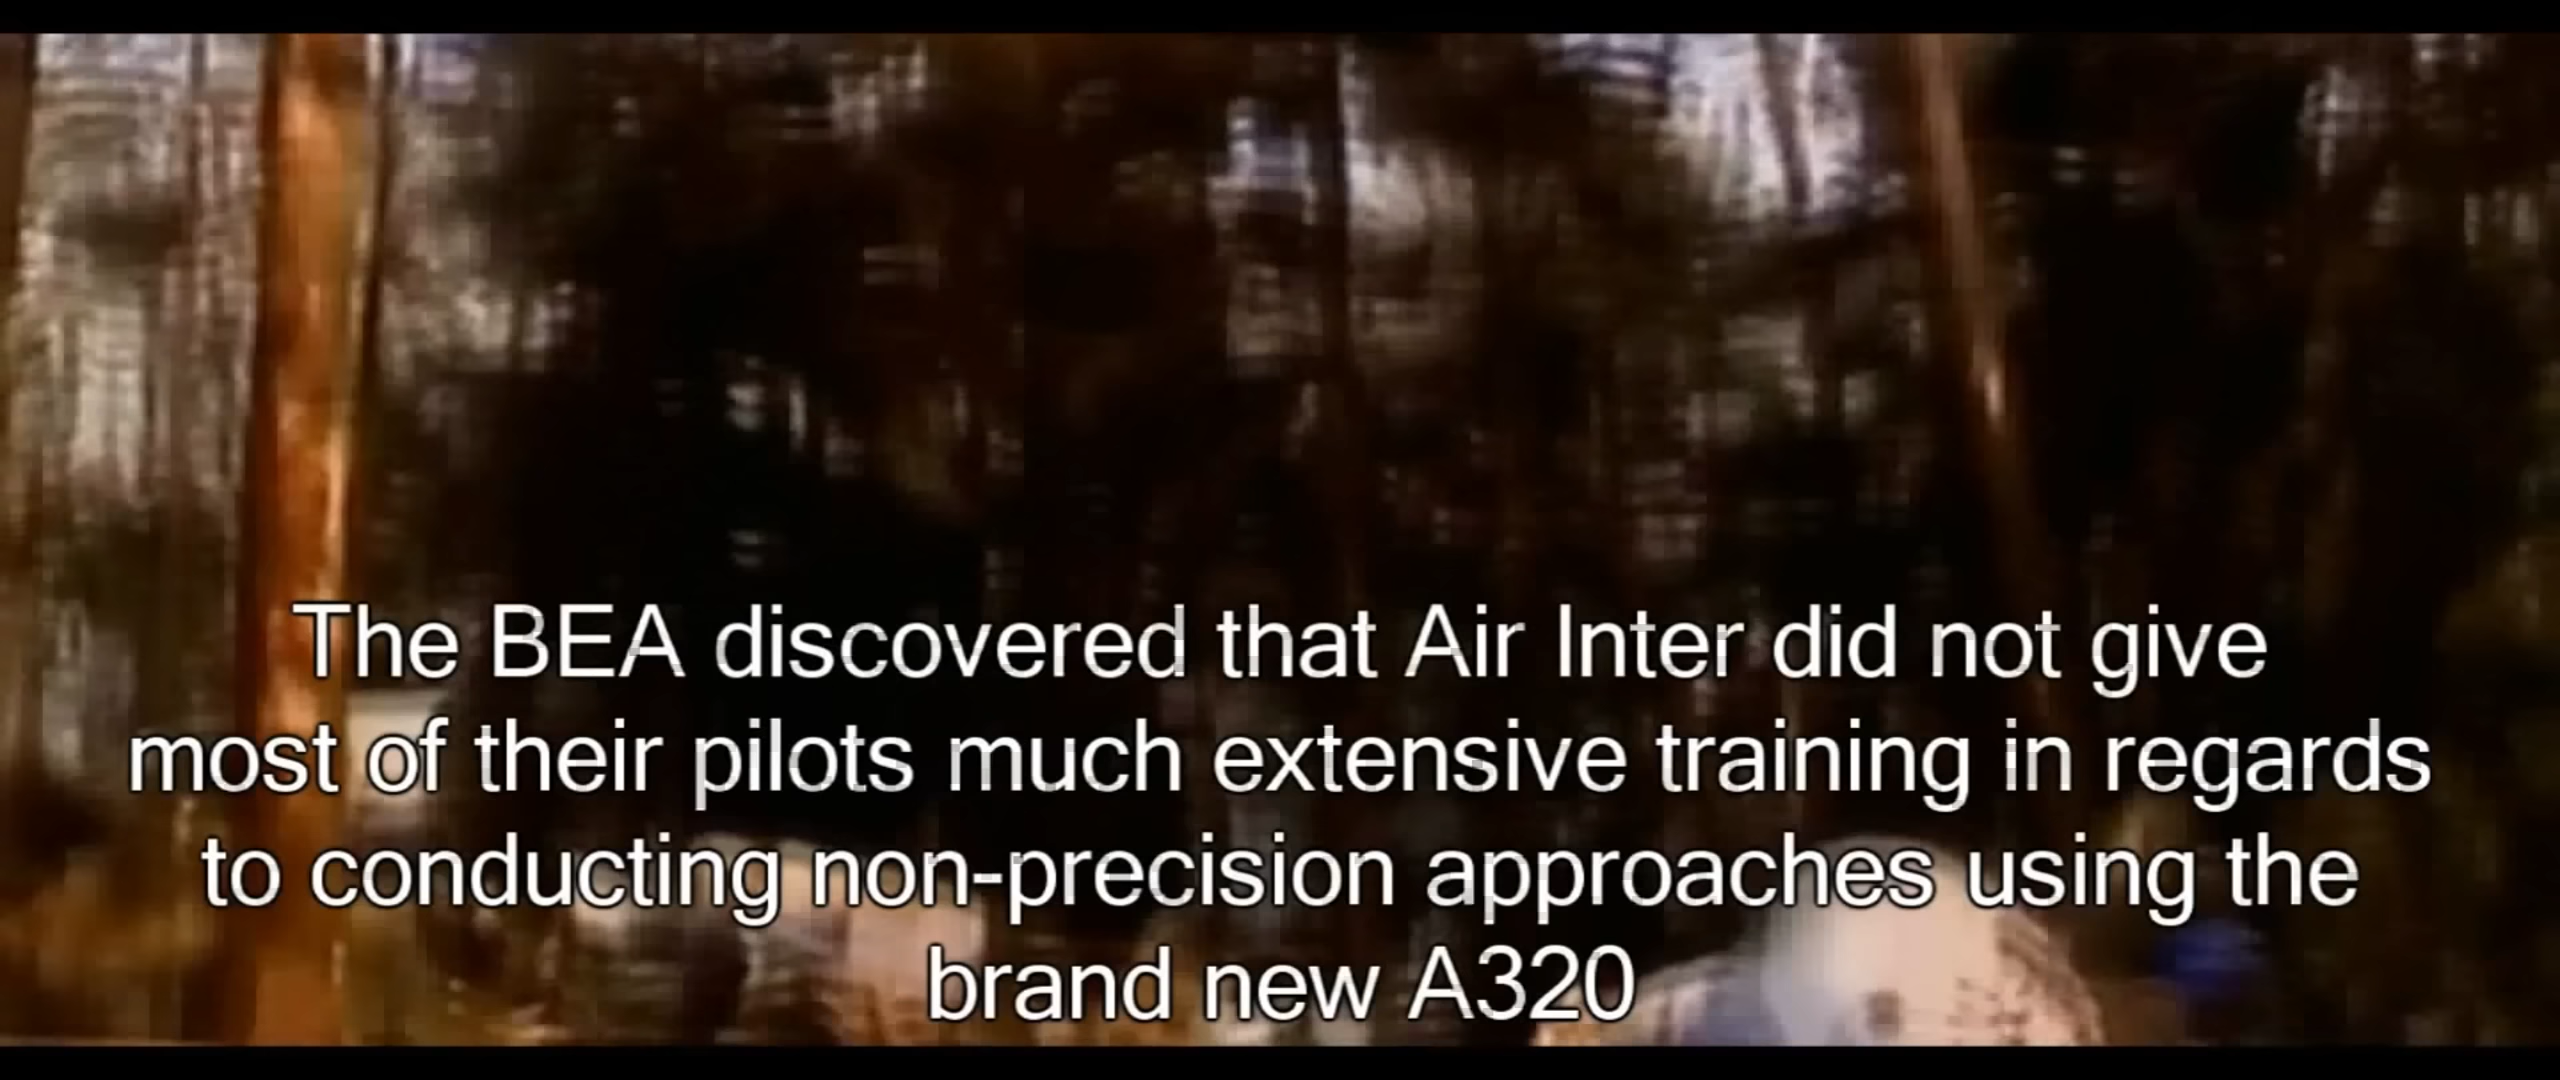 The BEA discovered that Air Inter did not give
most of their pilots much extensive training in regards
to conducting non-precision approaches using the
brand new A320